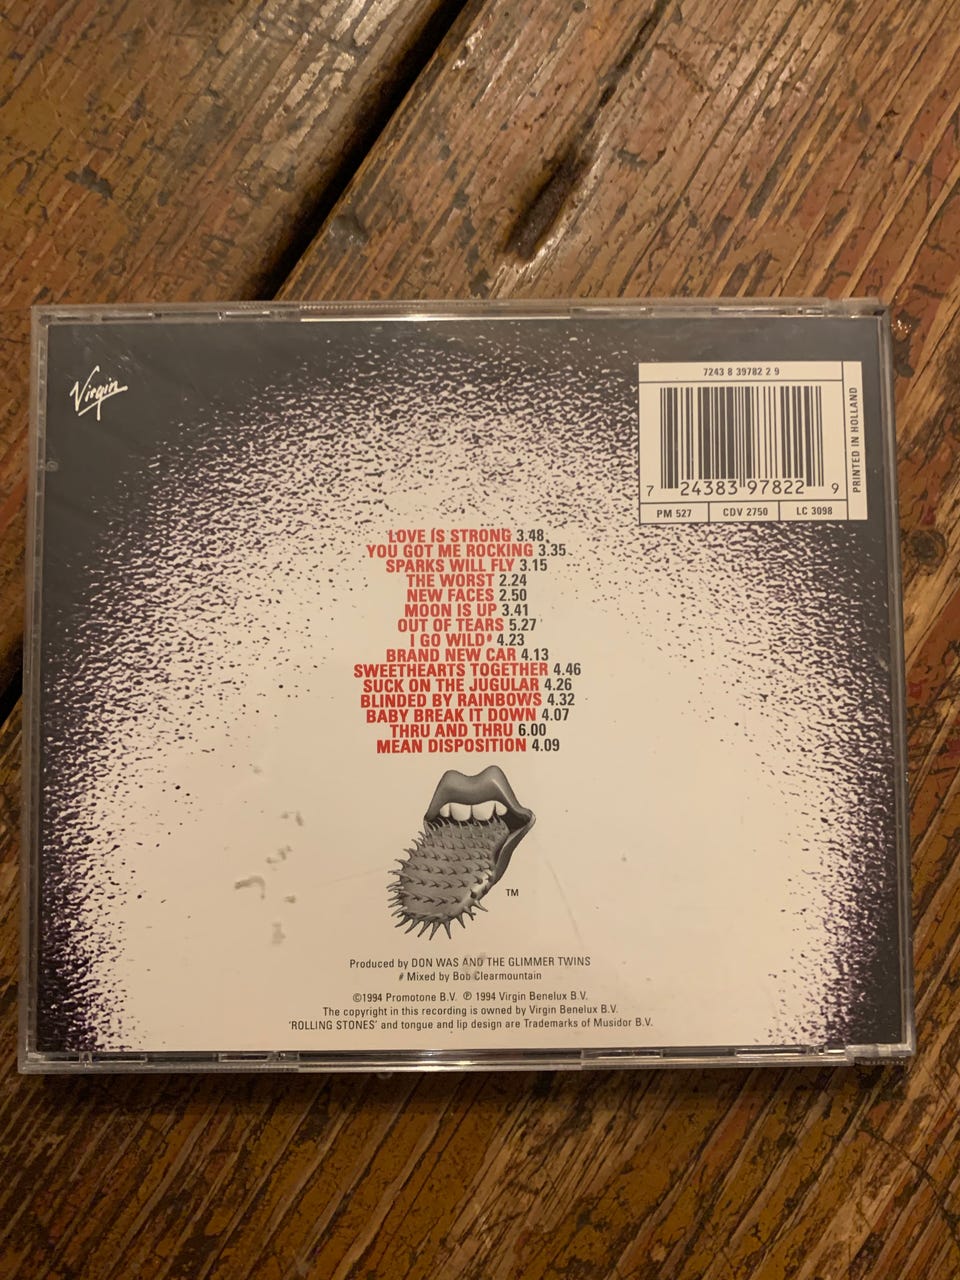 Virgin
7243 8 39782 2 9
7 24383 97822 9
PRINTED IN HOLLAND
PM 527 CDV 2750 LC 3098
LOVE IS STRONG 3.48
YOU GOT ME ROCKING 3.35
SPARKS WILL FLY 3.15
THE WORST 2.24
NEW FACES 2.50
MOON IS UP 3.41
OUT OF TEARS 5.27
I GO WILD# 4.23
BRAND NEW CAR 4.13
SWEETHEARTS TOGETHER 4.46
SUCK ON THE JUGULAR 4.26
BLINDED BY RAINBOWS 4.32
BABY BREAK IT DOWN 4.07
THRU AND THRU 6.00
MEAN DISPOSITION 4.09
TM
Produced by DON WAS AND THE GLIMMER TWINS
# Mixed by Bob Clearmountain
©1994 Promotone B.V. ℗ 1994 Virgin Benelux B.V.
The copyright in this recording is owned by Virgin Benelux B.V.
'ROLLING STONES' and tongue and lip design are Trademarks of Musidor B.V.